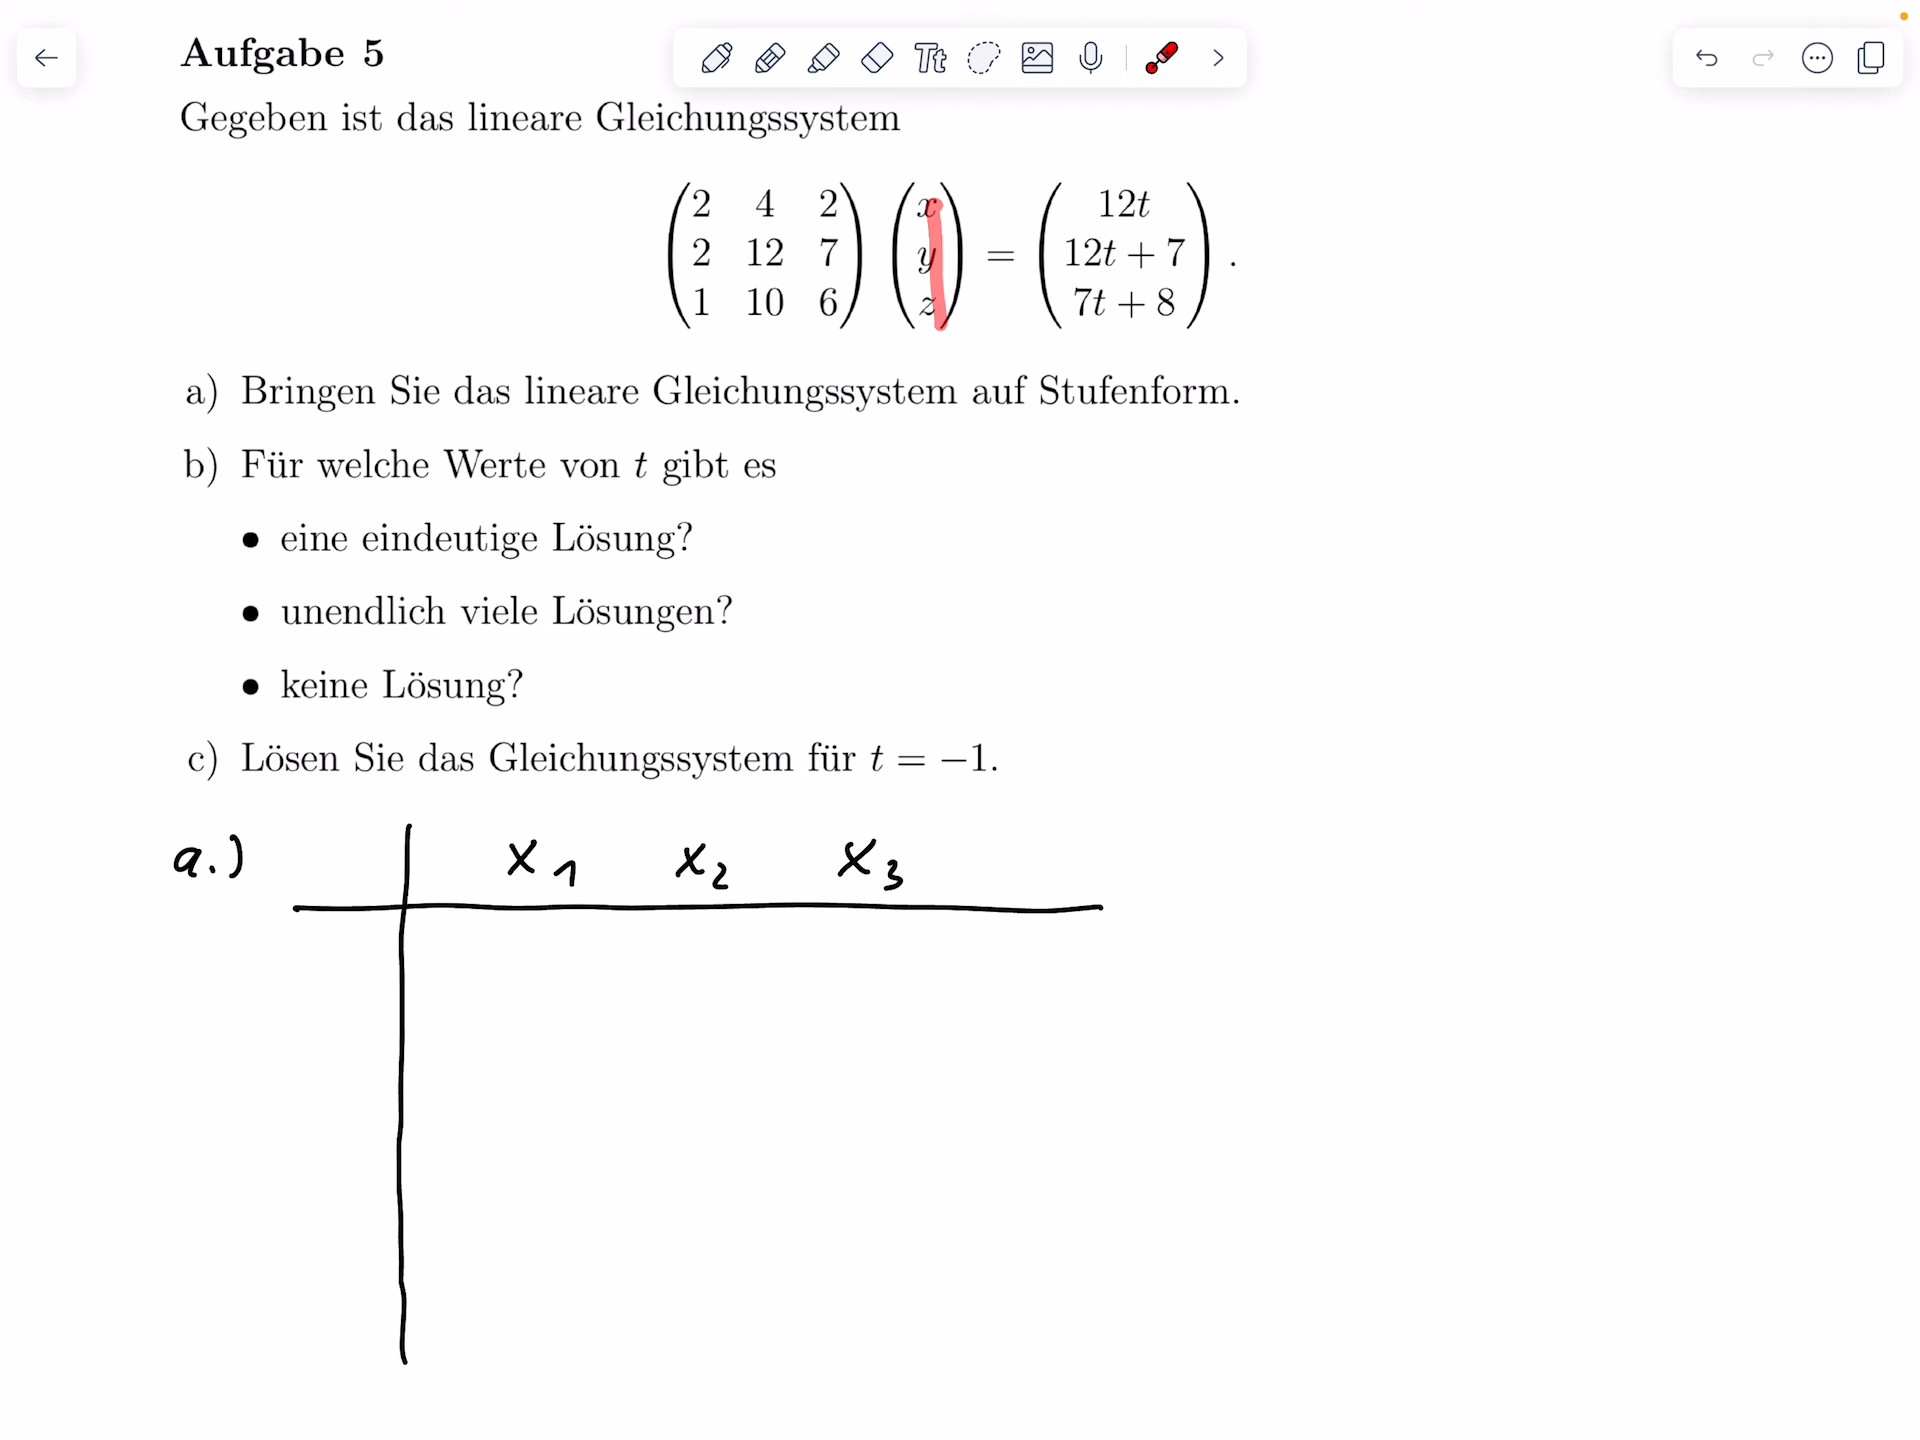 Aufgabe 5
Tt
Gegeben ist das lineare Gleichungssystem
2 4 2 x 12t
2 12 7 y = 12t + 7 .
1 10 6 z 7t + 8
a) Bringen Sie das lineare Gleichungssystem auf Stufenform.
b) Für welche Werte von t gibt es
• eine eindeutige Lösung?
• unendlich viele Lösungen?
• keine Lösung?
c) Lösen Sie das Gleichungssystem für t = −1.
a.) x₁ x₂ x₃